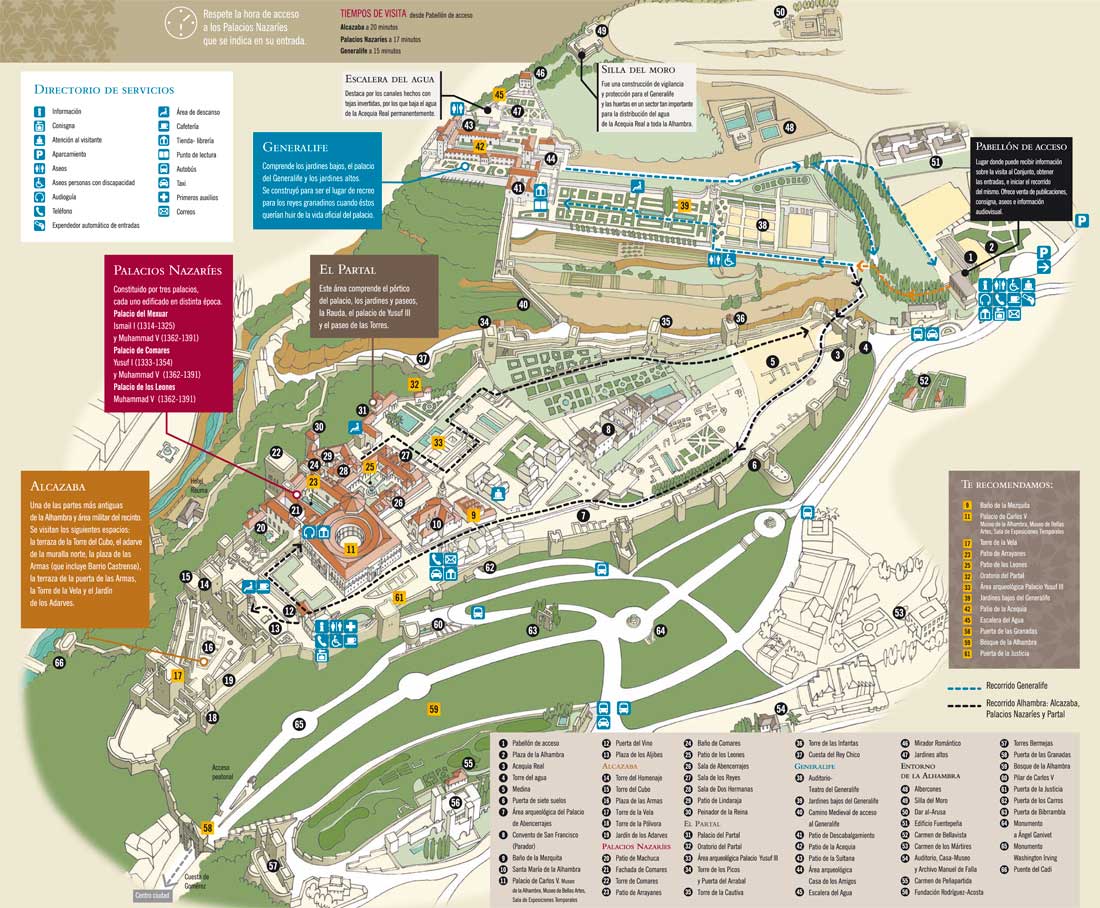 Respete la hora de acceso
a los Palacios Nazaríes
que se indica en su entrada.
TIEMPOS DE VISITA desde Pabellón de acceso
Alcazaba a 20 minutos
Palacios Nazaríes a 17 minutos
Generalife a 15 minutos
DIRECTORIO DE SERVICIOS
Información
Consigna
Atención al visitante
Aparcamiento
Aseos
Aseos personas con discapacidad
Audioguía
Teléfono
Expendedor automático de entradas
Área de descanso
Cafetería
Tienda- librería
Punto de lectura
Autobús
Taxi
Primeros auxilios
Correos
ESCALERA DEL AGUA
Destaca por los canales hechos con
tejas invertidas, por los que baja el agua
de la Acequia Real permanentemente.
SILLA DEL MORO
Fue una construcción de vigilancia
y protección para el Generalife
y las huertas en un sector tan importante
para la distribución del agua
de la Acequia Real a toda la Alhambra.
GENERALIFE
Comprende los jardines bajos, el palacio
del Generalife y los jardines altos.
Se construyó para ser el lugar de recreo
para los reyes granadinos cuando éstos
querían huir de la vida oficial del palacio.
PABELLÓN DE ACCESO
Lugar donde puede recibir información
sobre la visita al Conjunto, obtener
las entradas, e iniciar el recorrido
del mismo. Ofrece venta de publicaciones,
consigna, aseos e información
audiovisual.
PALACIOS NAZARÍES
Constituido por tres palacios,
cada uno edificado en distinta época.
Palacio del Mexuar
Ismail I (1314-1325)
y Muhammad V (1362-1391)
Palacio de Comares
Yusuf I (1333-1354)
y Muhammad V (1362-1391)
Palacio de los Leones
Muhammad V (1362-1391)
EL PARTAL
Este área comprende el pórtico
del palacio, los jardines y paseos,
la Rauda, el palacio de Yusuf III
y el paseo de las Torres.
ALCAZABA
Una de las partes más antiguas
de la Alhambra y área militar del recinto.
Se visitan los siguientes espacios:
la terraza de la Torre del Cubo, el adarve
de la muralla norte, la plaza de las
Armas (que incluye Barrio Castrense),
la terraza de la puerta de las Armas,
la Torre de la Vela y el Jardín
de los Adarves.
Hotel
Reuma
Acceso
peatonal
Cuesta de
Gomérez
Centro ciudad
TE RECOMENDAMOS:
9 Baño de la Mezquita
11 Palacio de Carlos V
Museo de la Alhambra, Museo de Bellas
Artes, Sala de Exposiciones Temporales
17 Torre de la Vela
23 Patio de Arrayanes
25 Patio de los Leones
32 Oratorio del Partal
33 Área arqueológica Palacio Yusuf III
39 Jardines bajos del Generalife
42 Patio de la Acequia
45 Escalera del Agua
58 Puerta de las Granadas
59 Bosque de la Alhambra
61 Puerta de la Justicia
Recorrido Generalife
Recorrido Alhambra: Alcazaba,
Palacios Nazaríes y Partal
1 Pabellón de acceso
2 Plaza de la Alhambra
3 Acequia Real
4 Torre del agua
5 Medina
6 Puerta de siete suelos
7 Área arqueológica del Palacio
de Abencerrajes
8 Convento de San Francisco
(Parador)
9 Baño de la Mezquita
10 Santa María de la Alhambra
11 Palacio de Carlos V. Museo
de la Alhambra, Museo de Bellas Artes,
Sala de Exposiciones Temporales
12 Puerta del Vino
13 Plaza de los Aljibes
ALCAZABA
14 Torre del Homenaje
15 Torre del Cubo
16 Plaza de las Armas
17 Torre de la Vela
18 Torre de la Pólvora
19 Jardín de los Adarves
PALACIOS NAZARÍES
20 Patio de Machuca
21 Fachada de Comares
22 Torre de Comares
23 Patio de Arrayanes
24 Baño de Comares
25 Patio de los Leones
26 Sala de Abencerrajes
27 Sala de los Reyes
28 Sala de Dos Hermanas
29 Patio de Lindaraja
30 Peinador de la Reina
EL PARTAL
31 Palacio del Partal
32 Oratorio del Partal
33 Área arqueológica Palacio Yusuf III
34 Torre de los Picos
y Puerta del Arrabal
35 Torre de la Cautiva
36 Torre de las Infantas
37 Cuesta del Rey Chico
GENERALIFE
38 Auditorio-
Teatro del Generalife
39 Jardines bajos del Generalife
40 Camino Medieval de acceso
al Generalife
41 Patio de Descabalgamiento
42 Patio de la Acequia
43 Patio de la Sultana
44 Área arqueológica
Casa de los Amigos
45 Escalera del Agua
46 Mirador Romántico
47 Jardines altos
ENTORNO
DE LA ALHAMBRA
48 Albercones
49 Silla del Moro
50 Dar al-Arusa
51 Edificio Fuentepeña
52 Carmen de Bellavista
53 Carmen de los Mártires
54 Auditorio, Casa-Museo
y Archivo Manuel de Falla
55 Carmen de Peñapartida
56 Fundación Rodríguez-Acosta
57 Torres Bermejas
58 Puerta de las Granadas
59 Bosque de la Alhambra
60 Pilar de Carlos V
61 Puerta de la Justicia
62 Puerta de los Carros
63 Puerta de Bibrrambla
64 Monumento
a Ángel Ganivet
65 Monumento
Washington Irving
66 Puente del Cadí